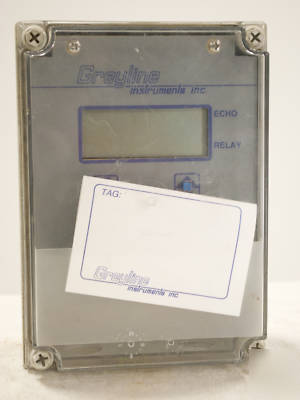 Greyline
instruments inc.
ECHO
RELAY
TAG:
Greyline
instruments inc.